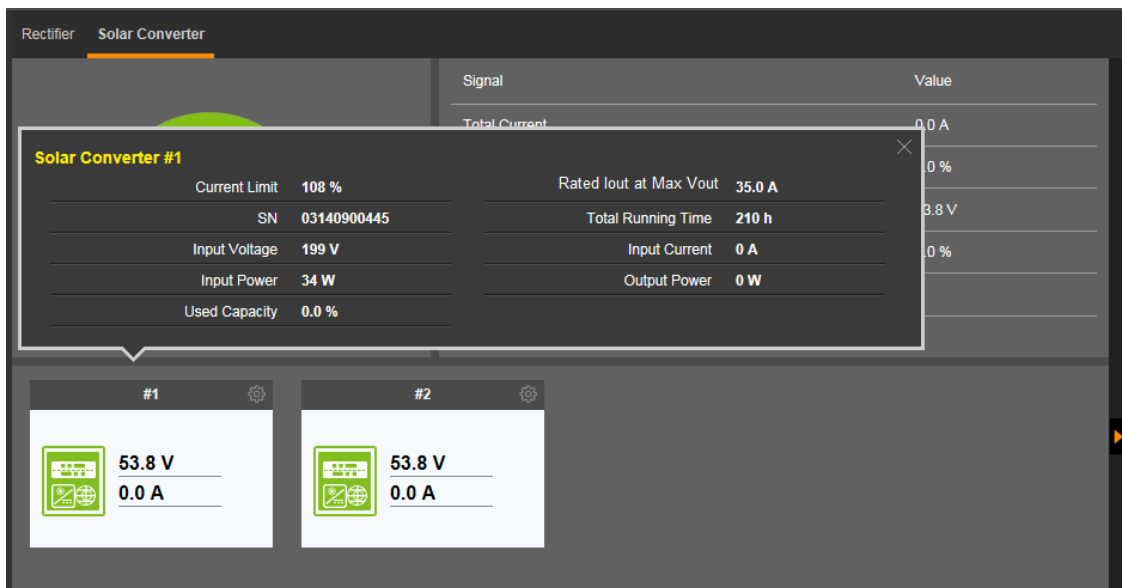 Rectifier Solar Converter
Signal Value
Total Current 0.0 A
.0 %
3.8 V
.0 %
Solar Converter #1
Current Limit 108 % Rated Iout at Max Vout 35.0 A
SN 03140900445 Total Running Time 210 h
Input Voltage 199 V Input Current 0 A
Input Power 34 W Output Power 0 W
Used Capacity 0.0 %
#1 #2
53.8 V 53.8 V
0.0 A 0.0 A